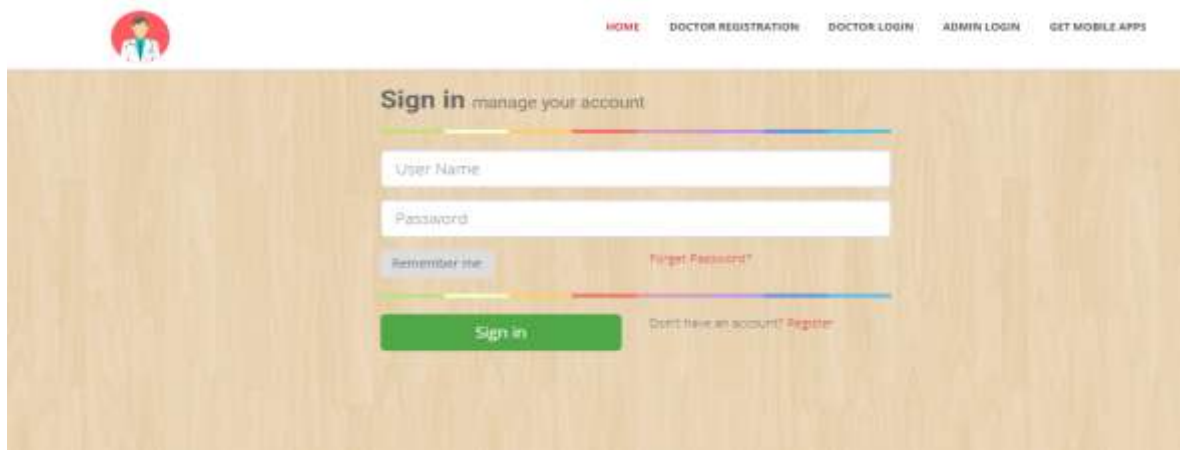 HOME DOCTOR REGISTRATION DOCTOR LOGIN ADMIN LOGIN GET MOBILE APPS
Sign in manage your account
User Name
Password
Remember me Forget Password?
Sign in Don't have an account? Register